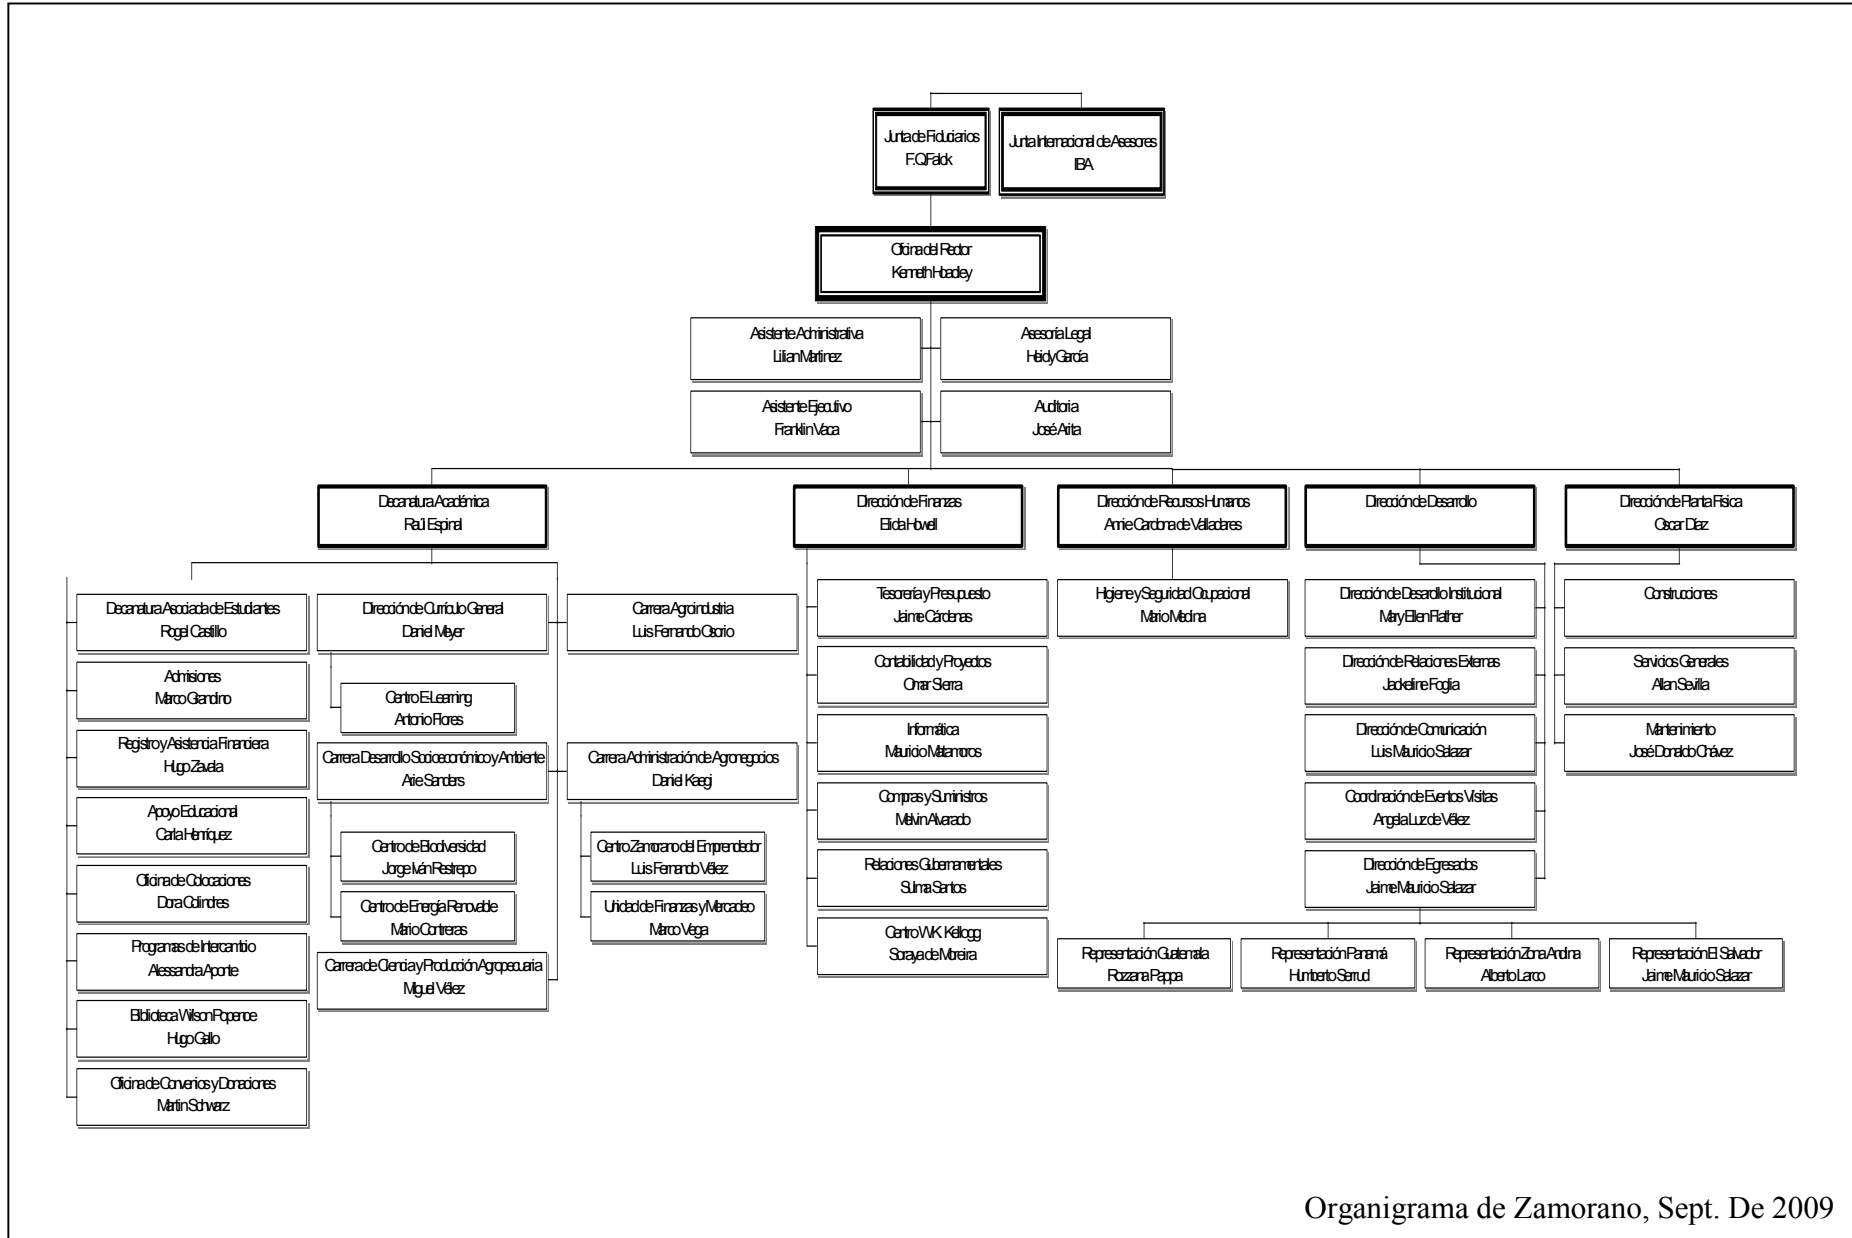 Junta de Fiduciarios
F.Q.Falck
Junta Internacional de Asesores
IBA
Oficina del Rector
Kenneth Hoadley
Asistente Administrativa
Lilian Martinez
Asesoría Legal
Heidy García
Asistente Ejecutivo
Franklin Vaca
Auditoria
José Arita
Decanatura Académica
Raúl Espinal
Dirección de Finanzas
Elida Howell
Dirección de Recursos Humanos
Annie Cardona de Valladares
Dirección de Desarrollo
Dirección de Planta Física
Oscar Díaz
Decanatura Asociada de Estudiantes
Rogel Castillo
Admisiones
Marco Grandino
Registro y Asistencia Financiera
Hugo Zavala
Apoyo Educacional
Carla Henríquez
Oficina de Colocaciones
Dora Colindres
Programas de Intercambio
Alessandra Aponte
Biblioteca Wilson Popenoe
Hugo Gallo
Oficina de Convenios y Donaciones
Martin Schwarz
Dirección de Currículo General
Daniel Meyer
Centro E-Learning
Antonio Flores
Carrera Desarrollo Socioeconómico y Ambiente
Arie Sanders
Centro de Biodiversidad
Jorge Iván Restrepo
Centro de Energía Renovable
Mario Contreras
Carrera de Ciencia y Producción Agropecuaria
Miguel Vélez
Carrera Agroindustria
Luis Fernando Osorio
Carrera Administración de Agronegocios
Daniel Kaegi
Centro Zamorano del Emprendedor
Luis Fernando Vélez
Unidad de Finanzas y Mercadeo
Marco Vega
Tesorería y Presupuesto
Jaime Cárdenas
Contabilidad y Proyectos
Omar Sierra
Informática
Mauricio Matamoros
Compras y Suministros
Melvin Alvarado
Relaciones Gubernamentales
Sulma Santos
Centro W.K. Kellogg
Soraya de Moreira
Higiene y Seguridad Ocupacional
Mario Medina
Dirección de Desarollo Institucional
Mary Ellen Flather
Dirección de Relaciones Externas
Jackeline Foglia
Dirección de Comunicación
Luis Mauricio Salazar
Coordinación de Eventos Visitas
Angela Luz de Vélez
Dirección de Egresados
Jaime Mauricio Salazar
Construcciones
Servicios Generales
Allan Sevilla
Mantenimiento
José Donaldo Chávez
Representación Guatemala
Rozzana Pappa
Representación Panamá
Humberto Serrud
Representación Zona Andina
Alberto Larco
Representación El Salvador
Jaime Mauricio Salazar
Organigrama de Zamorano, Sept. De 2009